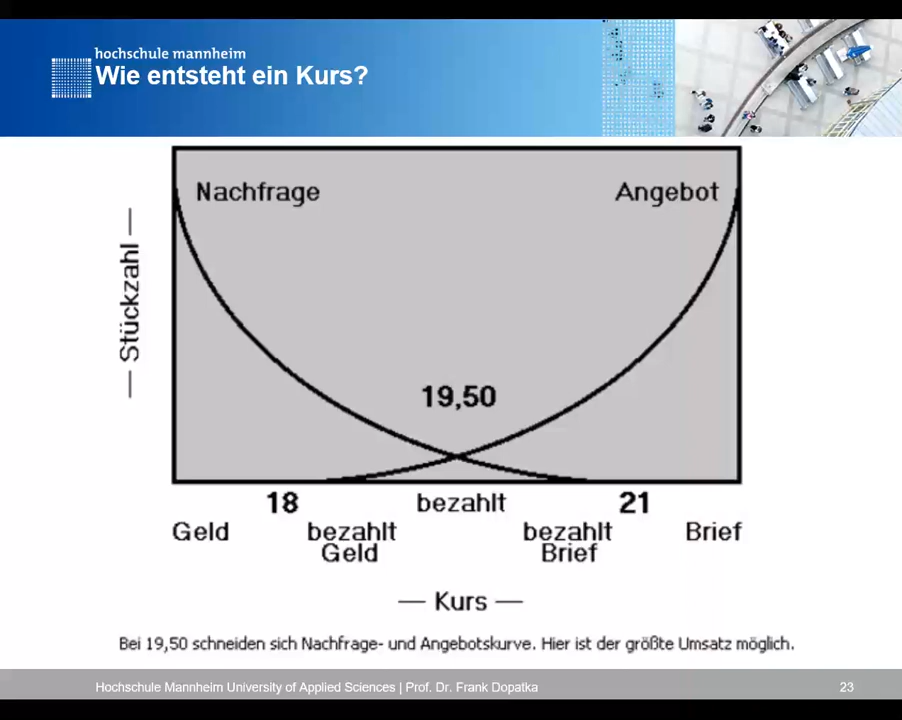 hochschule mannheim
Wie entsteht ein Kurs?
Nachfrage
Angebot
— Stückzahl —
19,50
18
bezahlt
21
Geld
bezahlt
Geld
bezahlt
Brief
Brief
— Kurs —
Bei 19,50 schneiden sich Nachfrage- und Angebotskurve. Hier ist der größte Umsatz möglich.
Hochschule Mannheim University of Applied Sciences | Prof. Dr. Frank Dopatka
23